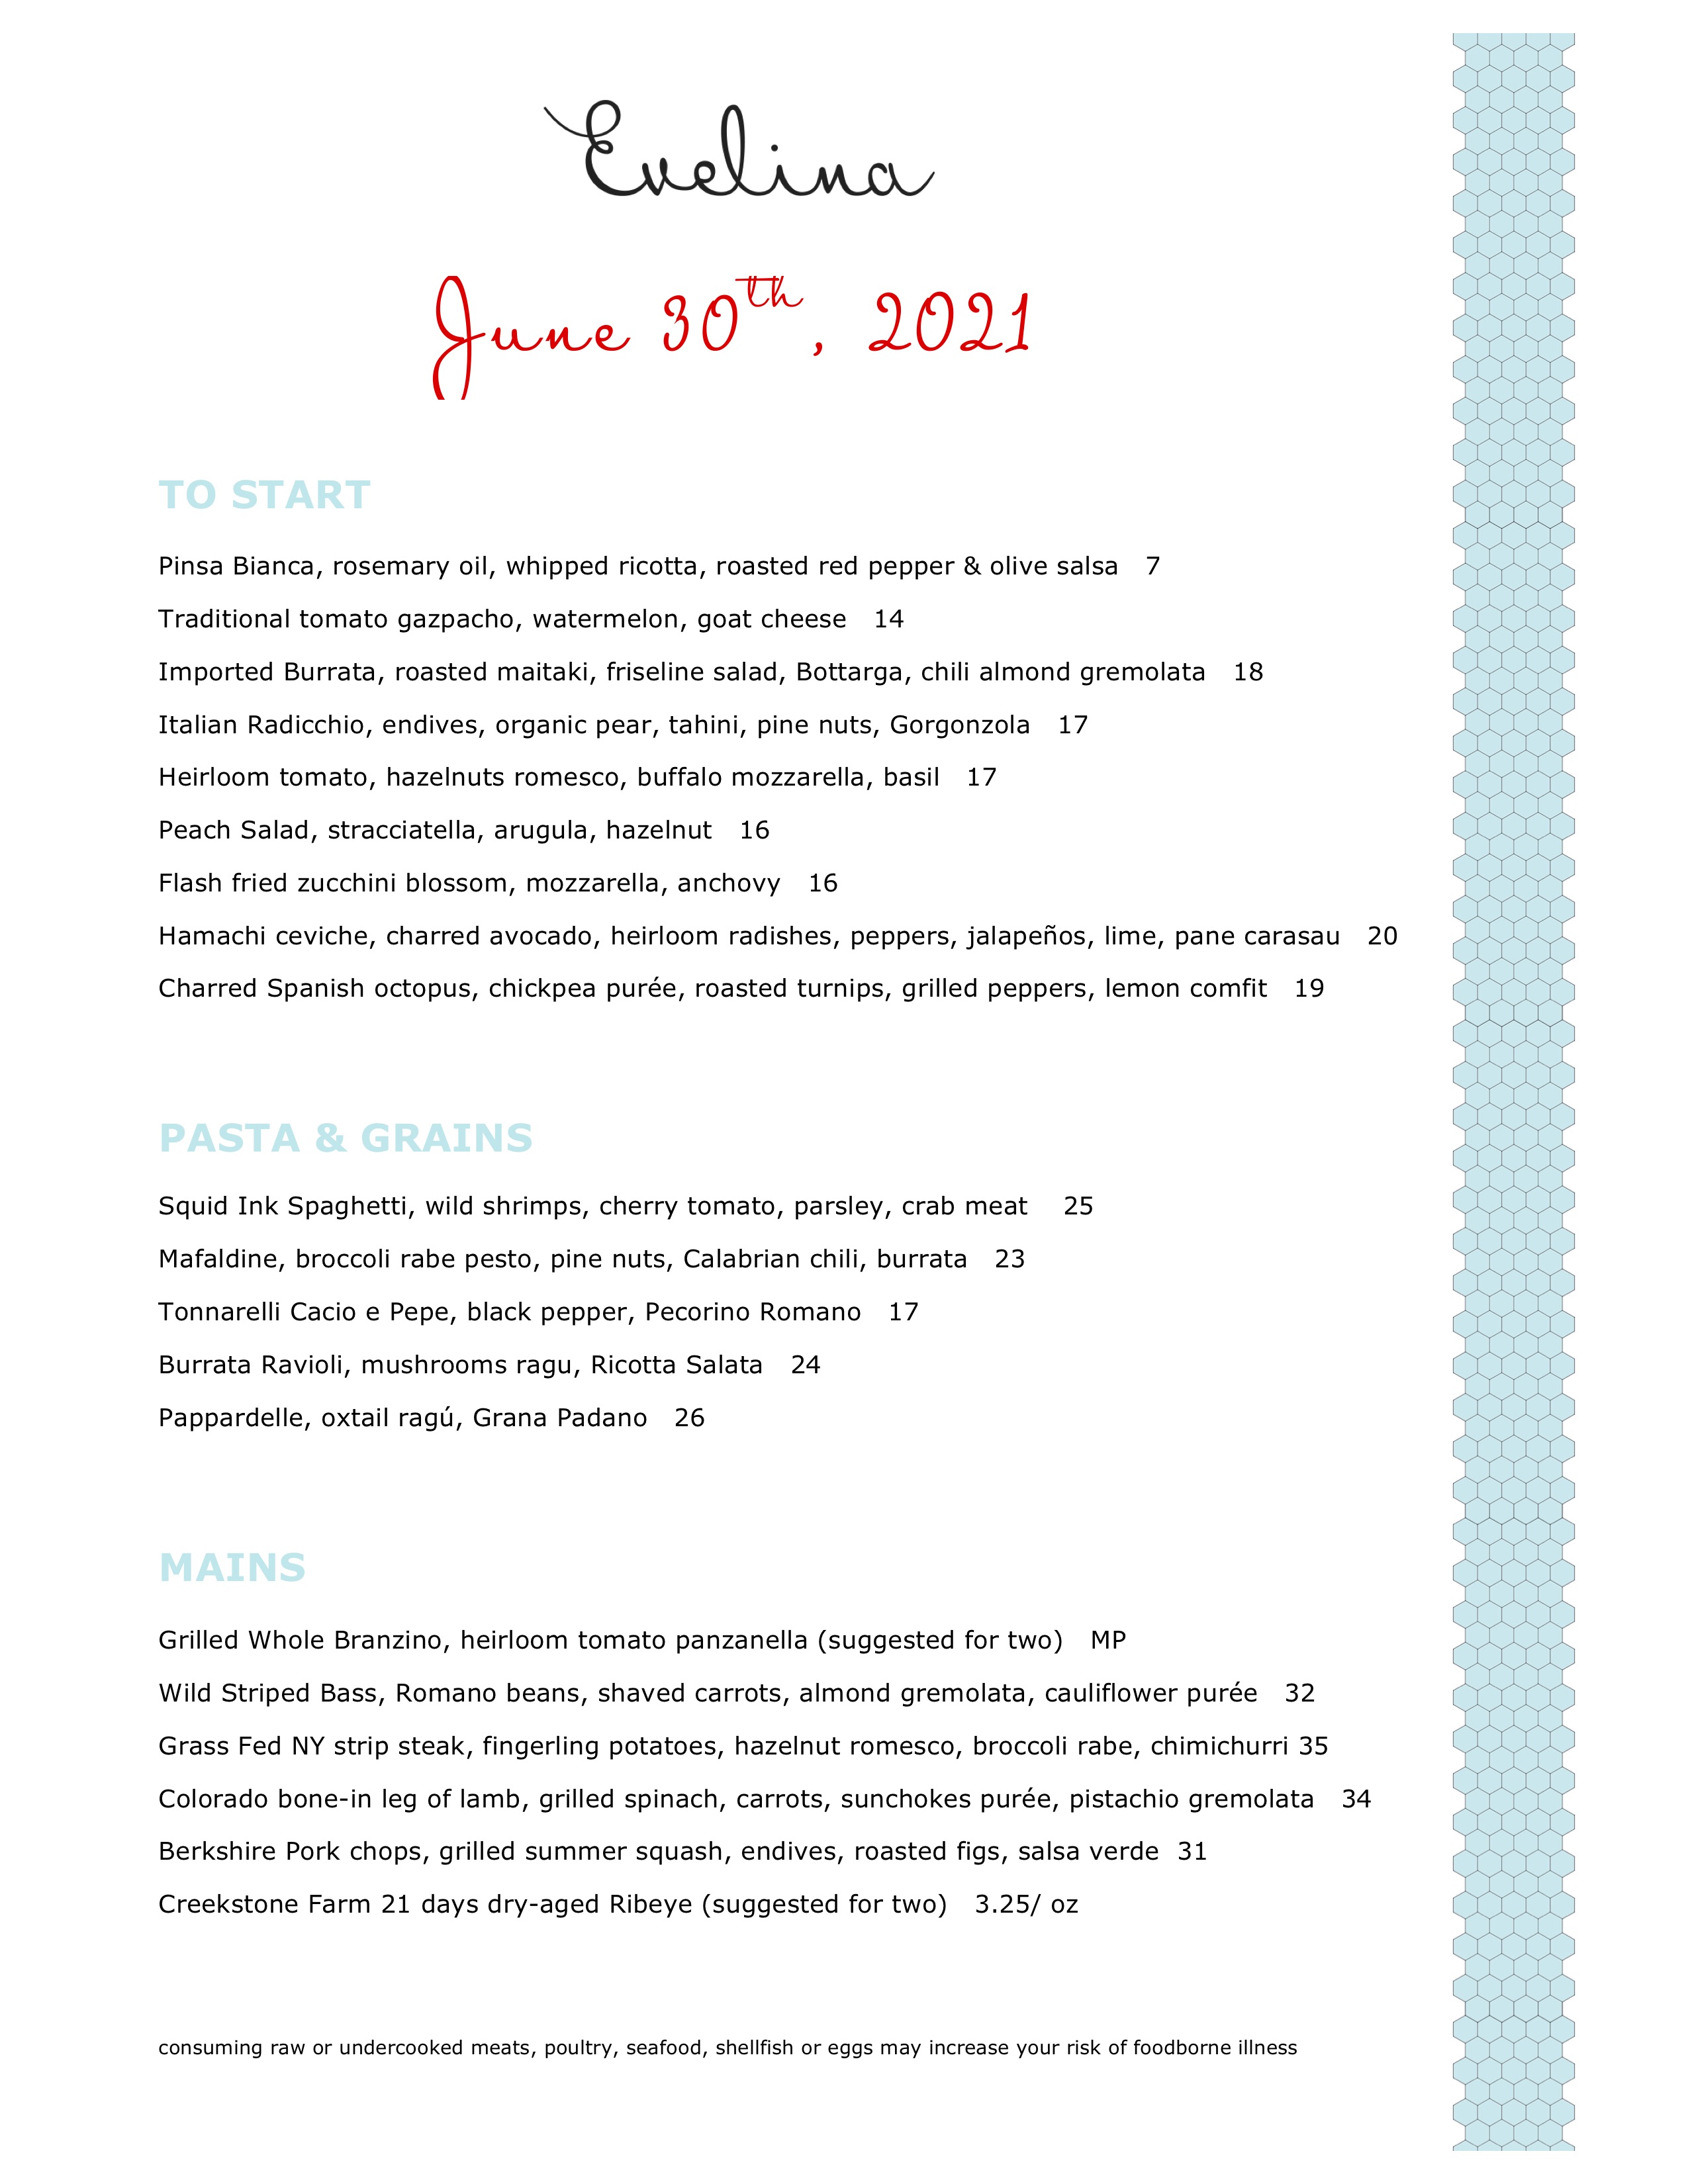 Evelina
June 30th, 2021
TO START
Pinsa Bianca, rosemary oil, whipped ricotta, roasted red pepper & olive salsa 7
Traditional tomato gazpacho, watermelon, goat cheese 14
Imported Burrata, roasted maitaki, friseline salad, Bottarga, chili almond gremolata 18
Italian Radicchio, endives, organic pear, tahini, pine nuts, Gorgonzola 17
Heirloom tomato, hazelnuts romesco, buffalo mozzarella, basil 17
Peach Salad, stracciatella, arugula, hazelnut 16
Flash fried zucchini blossom, mozzarella, anchovy 16
Hamachi ceviche, charred avocado, heirloom radishes, peppers, jalapeños, lime, pane carasau 20
Charred Spanish octopus, chickpea purée, roasted turnips, grilled peppers, lemon comfit 19
PASTA & GRAINS
Squid Ink Spaghetti, wild shrimps, cherry tomato, parsley, crab meat 25
Mafaldine, broccoli rabe pesto, pine nuts, Calabrian chili, burrata 23
Tonnarelli Cacio e Pepe, black pepper, Pecorino Romano 17
Burrata Ravioli, mushrooms ragu, Ricotta Salata 24
Pappardelle, oxtail ragú, Grana Padano 26
MAINS
Grilled Whole Branzino, heirloom tomato panzanella (suggested for two) MP
Wild Striped Bass, Romano beans, shaved carrots, almond gremolata, cauliflower purée 32
Grass Fed NY strip steak, fingerling potatoes, hazelnut romesco, broccoli rabe, chimichurri 35
Colorado bone-in leg of lamb, grilled spinach, carrots, sunchokes purée, pistachio gremolata 34
Berkshire Pork chops, grilled summer squash, endives, roasted figs, salsa verde 31
Creekstone Farm 21 days dry-aged Ribeye (suggested for two) 3.25/ oz
consuming raw or undercooked meats, poultry, seafood, shellfish or eggs may increase your risk of foodborne illness